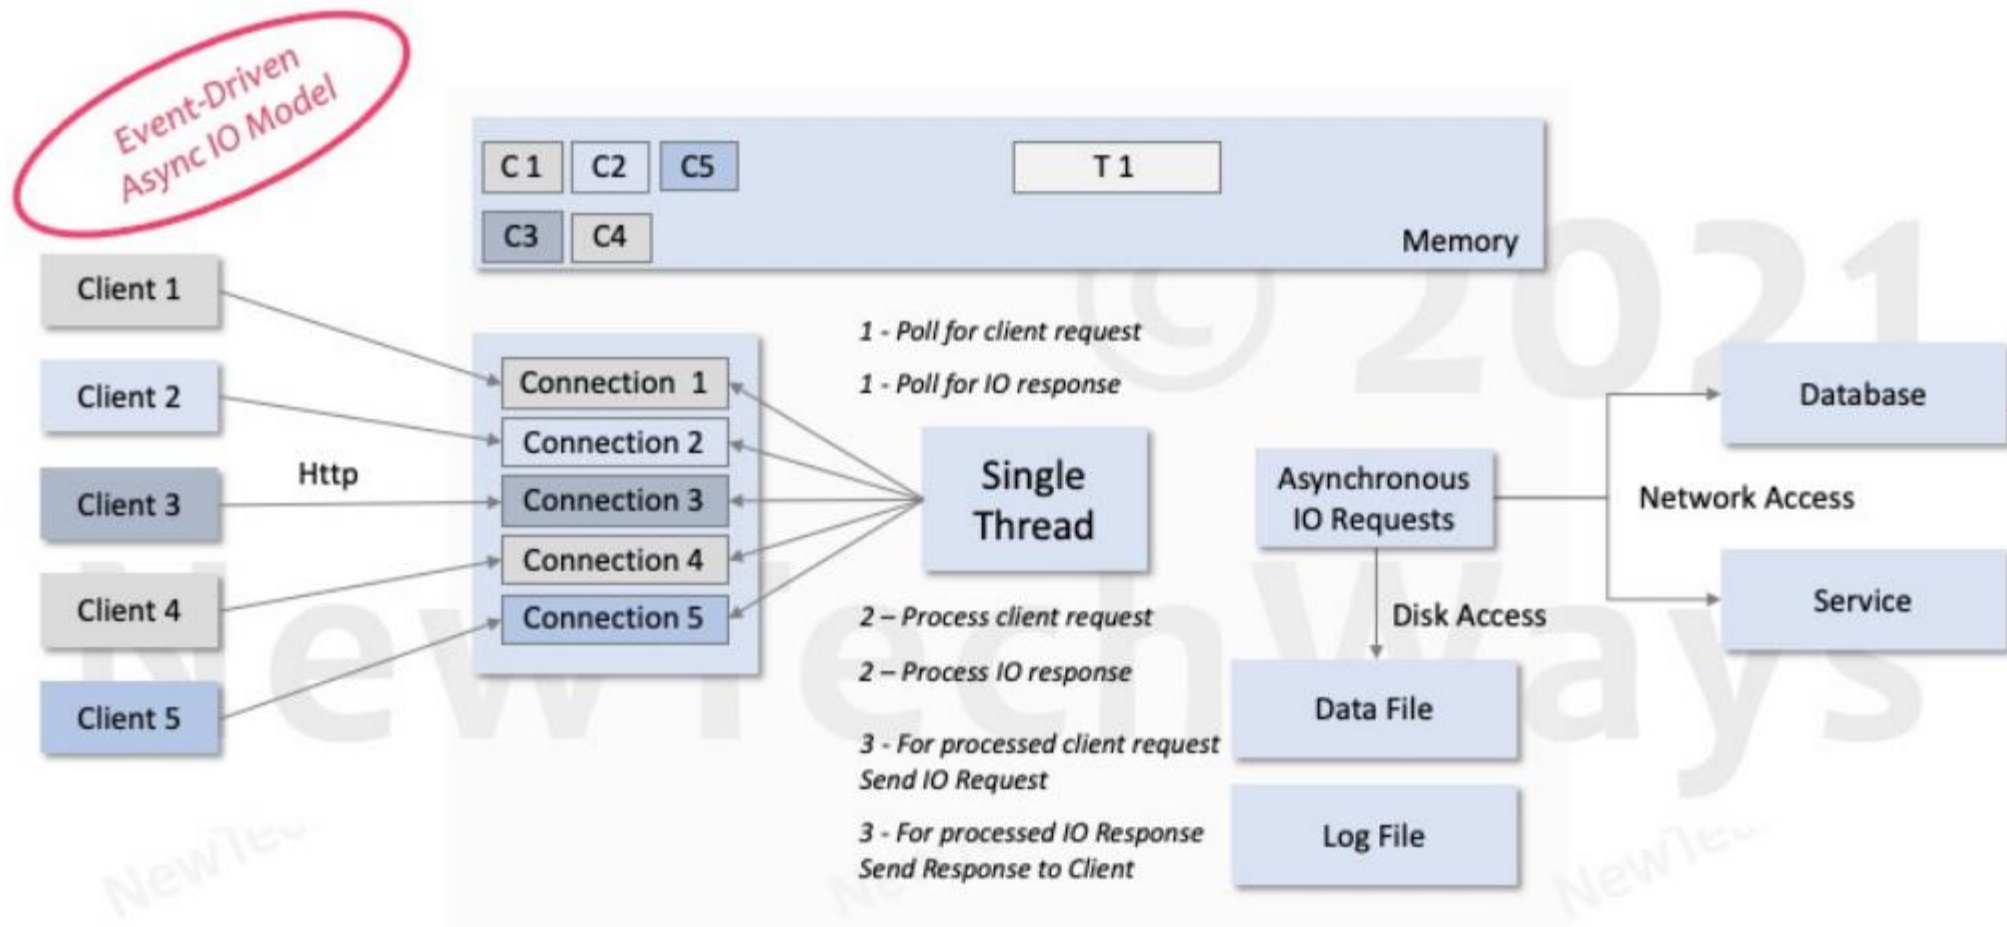 Event-Driven
Async IO Model
C 1
C2
C5
T 1
C3
C4
Memory
Client 1
Client 2
Client 3
Client 4
Client 5
Http
Connection 1
Connection 2
Connection 3
Connection 4
Connection 5
1 - Poll for client request
1 - Poll for IO response
Single
Thread
2 – Process client request
2 – Process IO response
3 - For processed client request
Send IO Request
3 - For processed IO Response
Send Response to Client
Asynchronous
IO Requests
Disk Access
Data File
Log File
Network Access
Database
Service
© 2021
NewTechWays